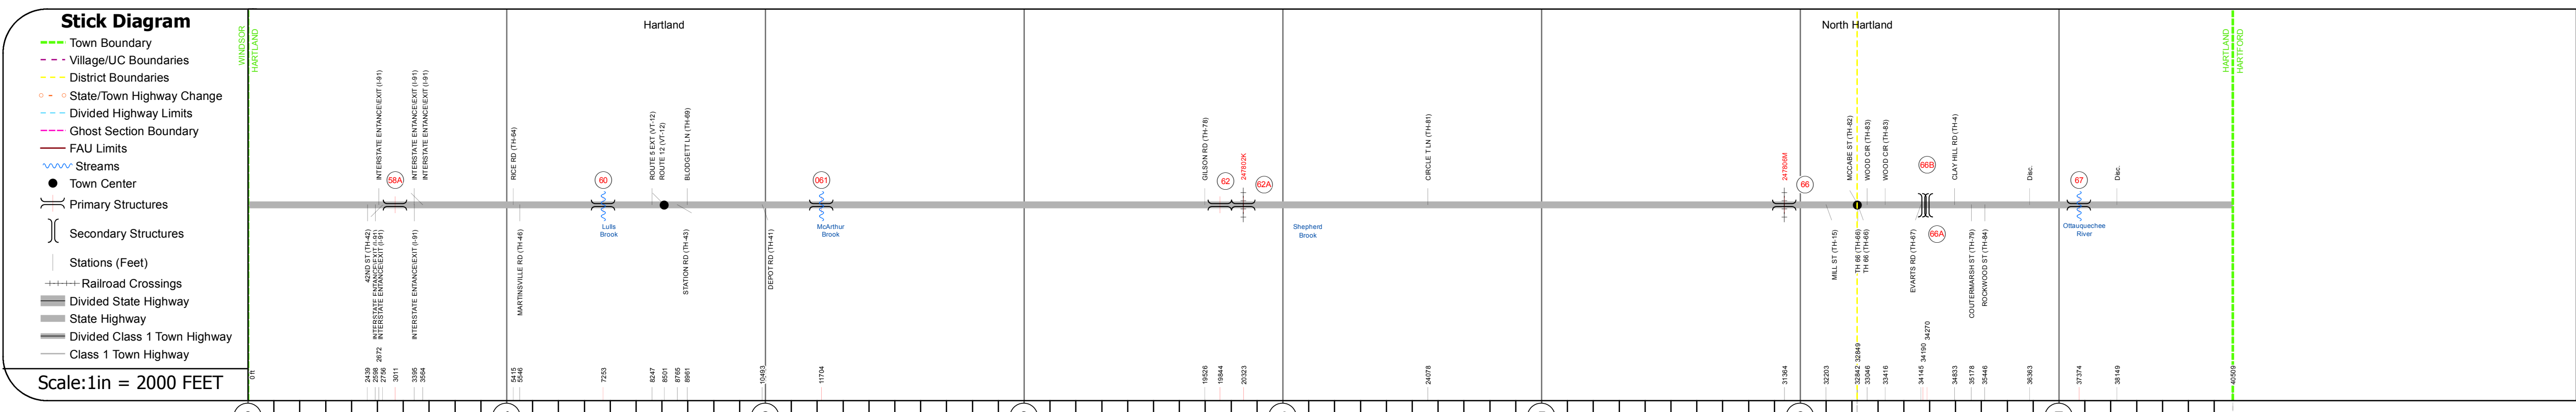 Stick Diagram
Town Boundary
Village/UC Boundaries
District Boundaries
State/Town Highway Change
Divided Highway Limits
Ghost Section Boundary
FAU Limits
Streams
Town Center
Primary Structures
Secondary Structures
Stations (Feet)
Railroad Crossings
Divided State Highway
State Highway
Divided Class 1 Town Highway
Class 1 Town Highway
Scale:1in = 2000 FEET
Hartland
North Hartland
WINDSOR
HARTLAND
HARTLAND
HARTFORD
INTERSTATE ENTANCE\EXIT (I-91)
INTERSTATE ENTANCE\EXIT (I-91)
INTERSTATE ENTANCE\EXIT (I-91)
RICE RD (TH-64)
ROUTE 5 EXT (VT-12)
ROUTE 12 (VT-12)
BLODGETT LN (TH-69)
GILSON RD (TH-78)
247802K
CIRCLE T LN (TH-81)
247806M
MCCABE ST (TH-82)
WOOD CIR (TH-83)
WOOD CIR (TH-83)
CLAY HILL RD (TH-4)
Disc.
Disc.
58A
60
061
62
62A
66
66B
66A
67
Lulls
Brook
McArthur
Brook
Shepherd
Brook
Ottauquechee
River
42ND ST (TH-42)
INTERSTATE ENTANCE\EXIT (I-91)
INTERSTATE ENTANCE\EXIT (I-91)
INTERSTATE ENTANCE\EXIT (I-91)
MARTINSVILLE RD (TH-46)
STATION RD (TH-43)
DEPOT RD (TH-41)
MILL ST (TH-15)
TH 66 (TH-66)
TH 66 (TH-66)
EVARTS RD (TH-67)
COUTERMARSH ST (TH-79)
ROCKWOOD ST (TH-84)
0 ft
2439
2598
2672
2756
3011
3395
3564
5415
5546
7253
8247
8501
8765
8961
10493
11704
19526
19844
20323
24078
31364
32203
32842
32849
33046
33416
34145
34190
34270
34833
35178
35446
36363
37374
38149
40509